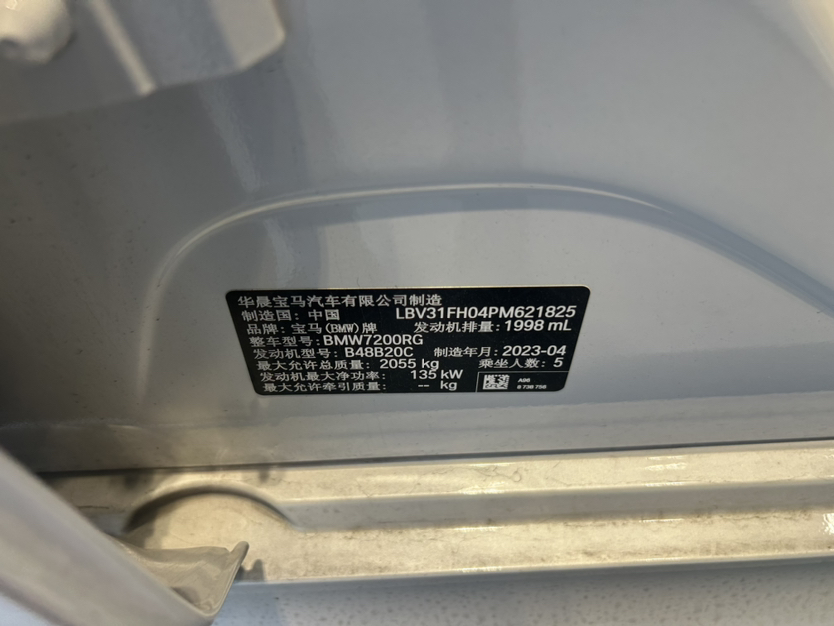 华晨宝马汽车有限公司制造
制造国: 中国 LBV31FH04PM621825
品牌: 宝马(BMW)牌 发动机排量: 1998 mL
整车型号: BMW7200RG
发动机型号: B48B20C 制造年月: 2023-04
最大允许总质量: 2055 kg 乘坐人数: 5
发动机最大净功率: 135 kW
最大允许牵引质量: -- kg
A96
8 738 756